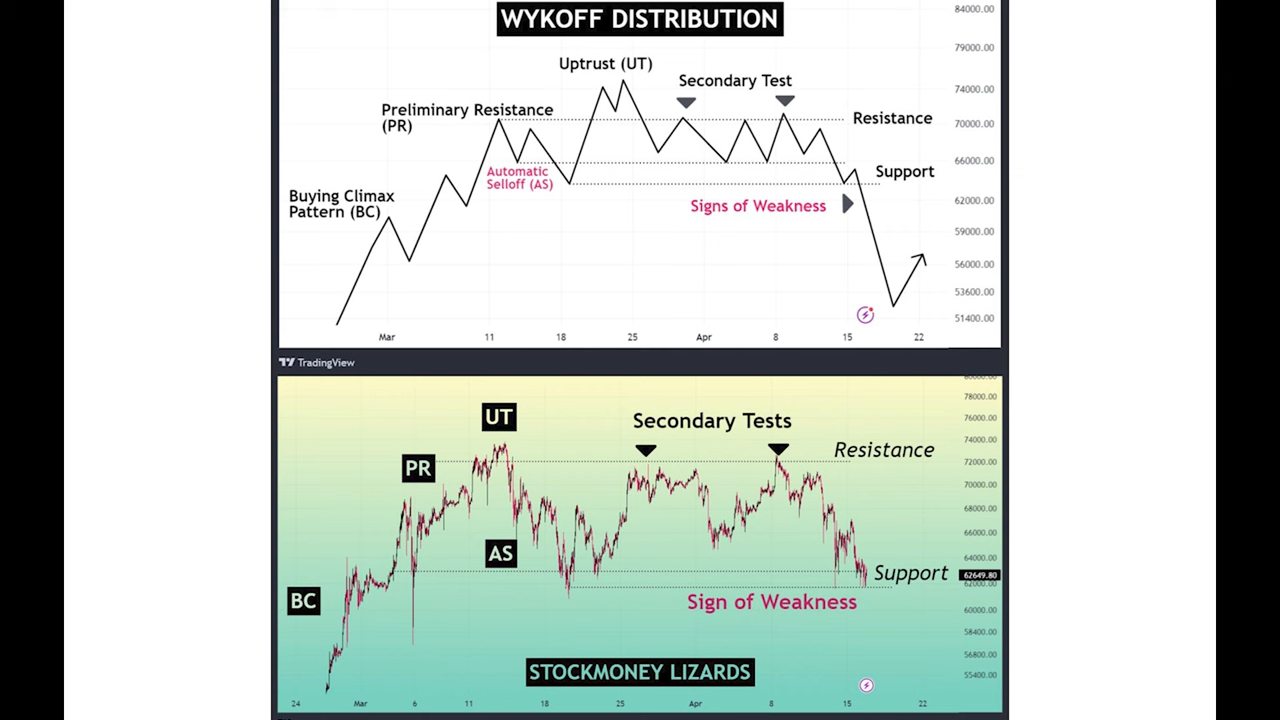 WYKOFF DISTRIBUTION
84000.00
79000.00
Uptrust (UT)
Secondary Test
74000.00
Preliminary Resistance
(PR)
Resistance
70000.00
66000.00
Automatic
Selloff (AS)
Support
Buying Climax
Pattern (BC)
Signs of Weakness
62000.00
59000.00
56000.00
53600.00
51400.00
Mar 11 18 25 Apr 8 15 22
TradingView
78000.00
UT
Secondary Tests
76000.00
74000.00
Resistance
PR
72000.00
70000.00
68000.00
66000.00
AS
64000.00
Support
62649.80
62000.00
BC
Sign of Weakness
60000.00
58400.00
56800.00
STOCKMONEY LIZARDS
55400.00
24 Mar 6 11 18 25 Apr 8 15 22